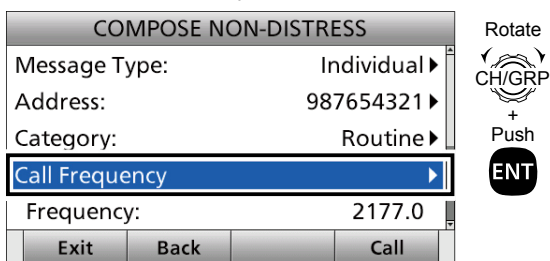 COMPOSE NON-DISTRESS
Message Type: Individual
Address: 987654321
Category: Routine
Call Frequency
Frequency: 2177.0
Exit Back Call
Rotate
CH/GRP
+
Push
ENT